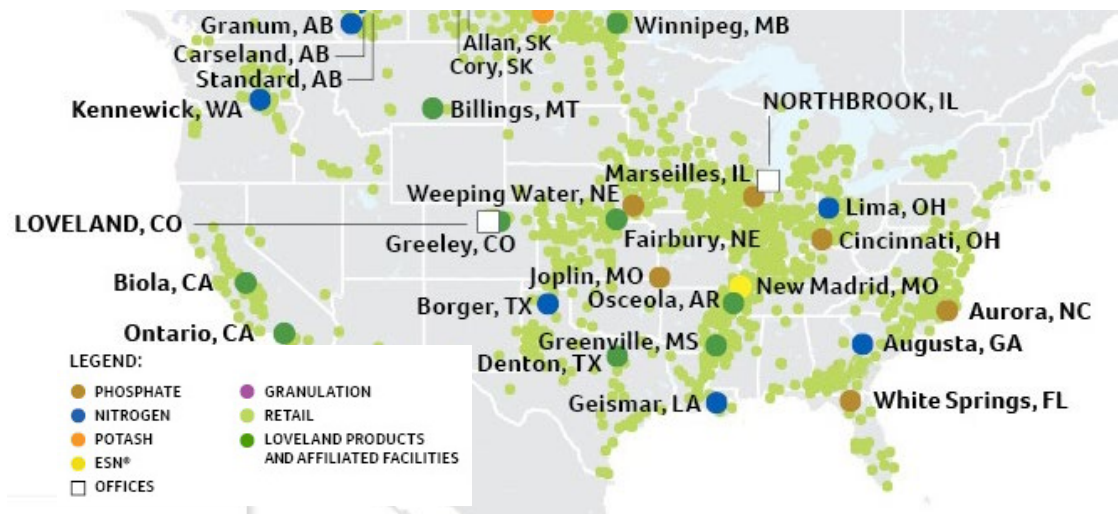 Granum, AB
Winnipeg, MB
Carseland, AB
Allan, SK
Standard, AB
Cory, SK
Kennewick, WA
Billings, MT
NORTHBROOK, IL
Marseilles, IL
Weeping Water, NE
Lima, OH
LOVELAND, CO
Greeley, CO
Fairbury, NE
Cincinnati, OH
Joplin, MO
Biola, CA
New Madrid, MO
Borger, TX
Osceola, AR
Aurora, NC
Ontario, CA
Greenville, MS
Augusta, GA
Denton, TX
Geismar, LA
White Springs, FL
LEGEND:
PHOSPHATE
NITROGEN
POTASH
ESN®
OFFICES
GRANULATION
RETAIL
LOVELAND PRODUCTS
AND AFFILIATED FACILITIES